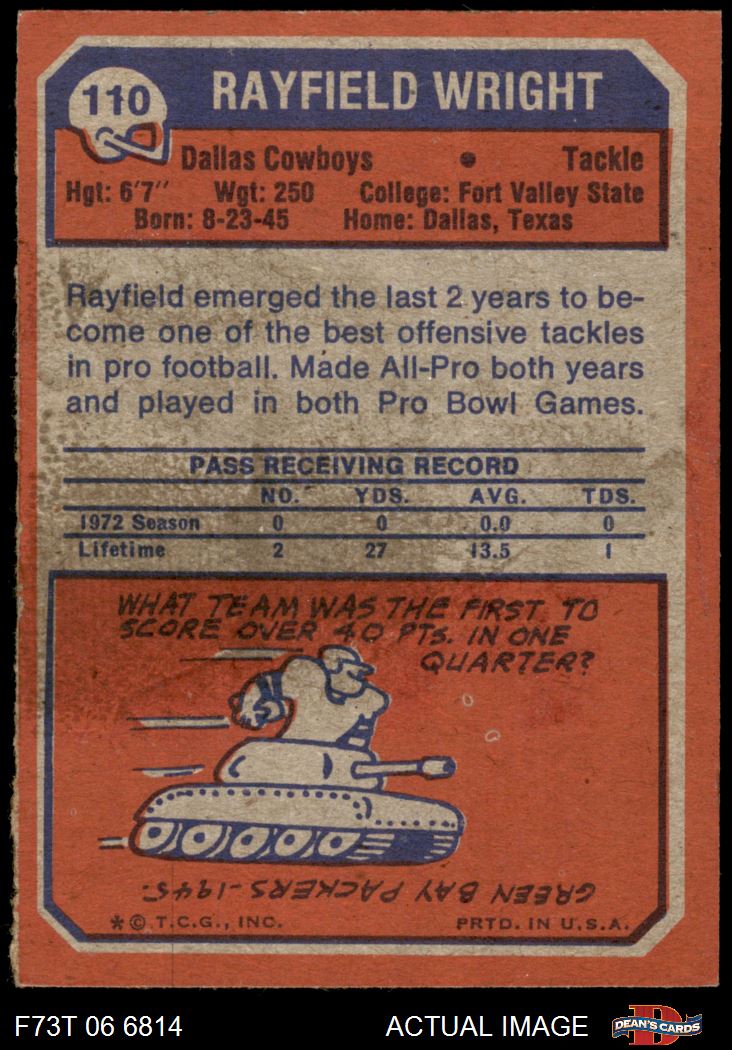 110
RAYFIELD WRIGHT
Dallas Cowboys • Tackle
Hgt: 6'7" Wgt: 250 College: Fort Valley State
Born: 8-23-45 Home: Dallas, Texas
Rayfield emerged the last 2 years to be-
come one of the best offensive tackles
in pro football. Made All-Pro both years
and played in both Pro Bowl Games.
PASS RECEIVING RECORD
NO. YDS. AVG. TDS.
1972 Season 0 0 0.0 0
Lifetime 2 27 13.5 1
WHAT TEAM WAS THE FIRST TO
SCORE OVER 40 PTS. IN ONE
QUARTER?
GREEN BAY PACKERS-1945.
*© T.C.G., INC. PRTD. IN U.S.A.
F73T 06 6814 ACTUAL IMAGE
D
DEAN'S CARDS